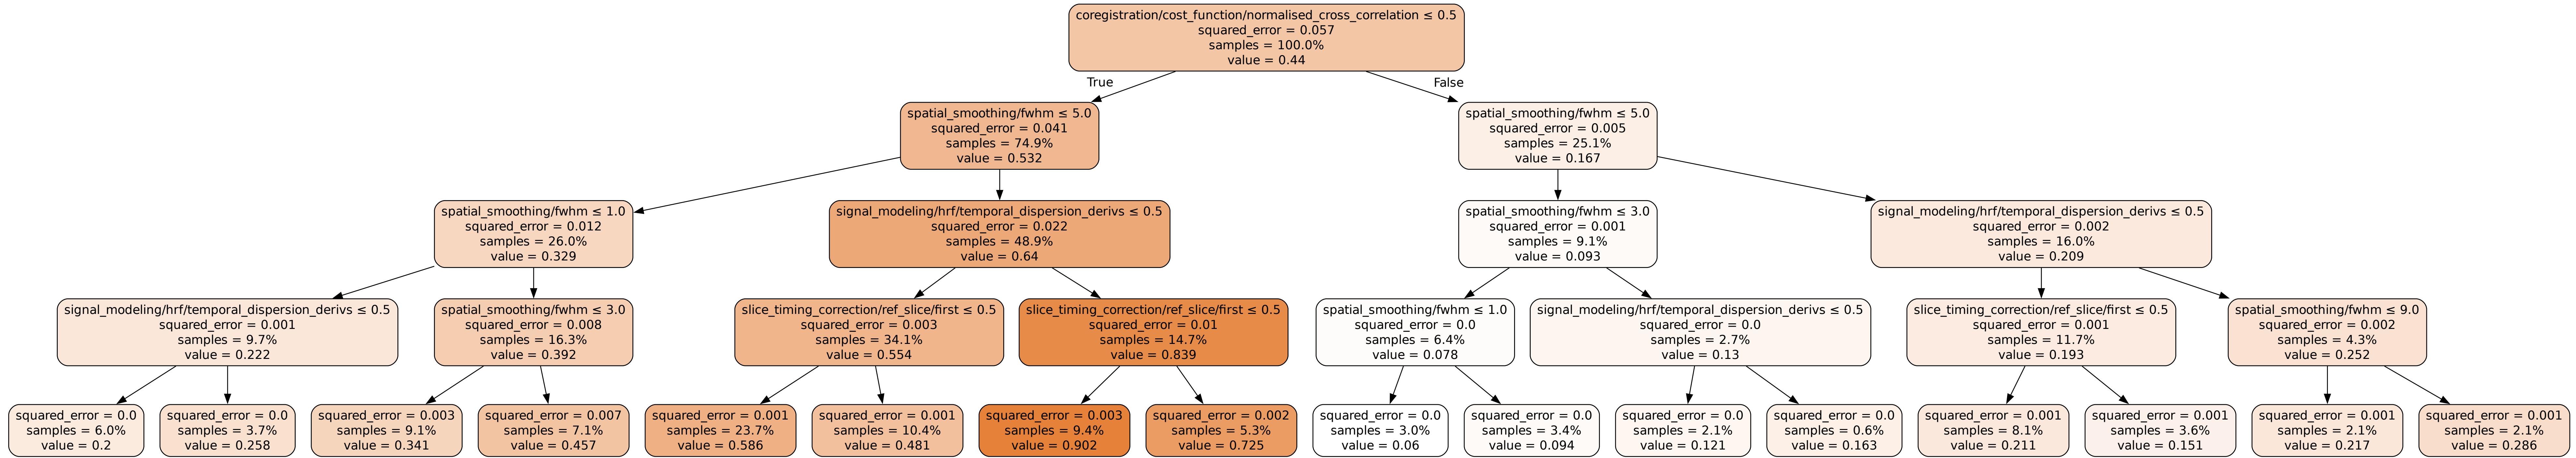 coregistration/cost_function/normalised_cross_correlation ≤ 0.5
squared_error = 0.057
samples = 100.0%
value = 0.44
True
False
spatial_smoothing/fwhm ≤ 5.0
squared_error = 0.041
samples = 74.9%
value = 0.532
spatial_smoothing/fwhm ≤ 5.0
squared_error = 0.005
samples = 25.1%
value = 0.167
spatial_smoothing/fwhm ≤ 1.0
squared_error = 0.012
samples = 26.0%
value = 0.329
signal_modeling/hrf/temporal_dispersion_derivs ≤ 0.5
squared_error = 0.022
samples = 48.9%
value = 0.64
spatial_smoothing/fwhm ≤ 3.0
squared_error = 0.001
samples = 9.1%
value = 0.093
signal_modeling/hrf/temporal_dispersion_derivs ≤ 0.5
squared_error = 0.002
samples = 16.0%
value = 0.209
signal_modeling/hrf/temporal_dispersion_derivs ≤ 0.5
squared_error = 0.001
samples = 9.7%
value = 0.222
spatial_smoothing/fwhm ≤ 3.0
squared_error = 0.008
samples = 16.3%
value = 0.392
slice_timing_correction/ref_slice/first ≤ 0.5
squared_error = 0.003
samples = 34.1%
value = 0.554
slice_timing_correction/ref_slice/first ≤ 0.5
squared_error = 0.01
samples = 14.7%
value = 0.839
spatial_smoothing/fwhm ≤ 1.0
squared_error = 0.0
samples = 6.4%
value = 0.078
signal_modeling/hrf/temporal_dispersion_derivs ≤ 0.5
squared_error = 0.0
samples = 2.7%
value = 0.13
slice_timing_correction/ref_slice/first ≤ 0.5
squared_error = 0.001
samples = 11.7%
value = 0.193
spatial_smoothing/fwhm ≤ 9.0
squared_error = 0.002
samples = 4.3%
value = 0.252
squared_error = 0.0
samples = 6.0%
value = 0.2
squared_error = 0.0
samples = 3.7%
value = 0.258
squared_error = 0.003
samples = 9.1%
value = 0.341
squared_error = 0.007
samples = 7.1%
value = 0.457
squared_error = 0.001
samples = 23.7%
value = 0.586
squared_error = 0.001
samples = 10.4%
value = 0.481
squared_error = 0.003
samples = 9.4%
value = 0.902
squared_error = 0.002
samples = 5.3%
value = 0.725
squared_error = 0.0
samples = 3.0%
value = 0.06
squared_error = 0.0
samples = 3.4%
value = 0.094
squared_error = 0.0
samples = 2.1%
value = 0.121
squared_error = 0.0
samples = 0.6%
value = 0.163
squared_error = 0.001
samples = 8.1%
value = 0.211
squared_error = 0.001
samples = 3.6%
value = 0.151
squared_error = 0.001
samples = 2.1%
value = 0.217
squared_error = 0.001
samples = 2.1%
value = 0.286